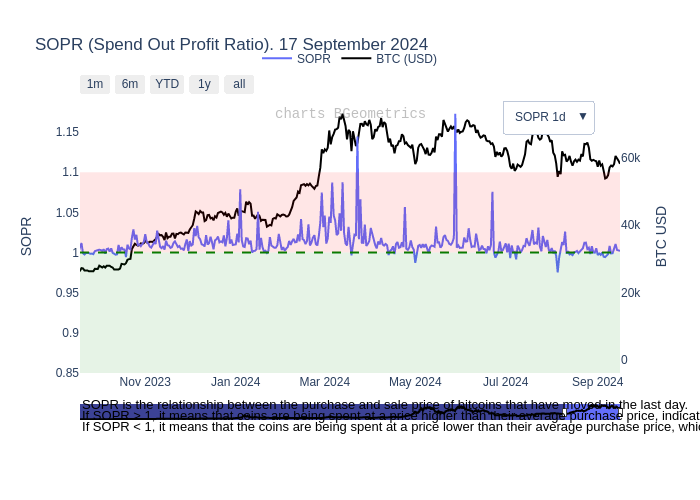 SOPR (Spend Out Profit Ratio). 17 September 2024
SOPR BTC (USD)
1m 6m YTD 1y all
charts BGeometrics
SOPR 1d ▼
1.15
1.1
1.05
1
0.95
0.9
0.85
SOPR
60k
40k
20k
0
BTC USD
Nov 2023 Jan 2024 Mar 2024 May 2024 Jul 2024 Sep 2024
SOPR is the relationship between the purchase and sale price of bitcoins that have moved in the last day.
If SOPR > 1, it means that coins are being spent at a price higher than their average purchase price, indicat
If SOPR < 1, it means that the coins are being spent at a price lower than their average purchase price, whic